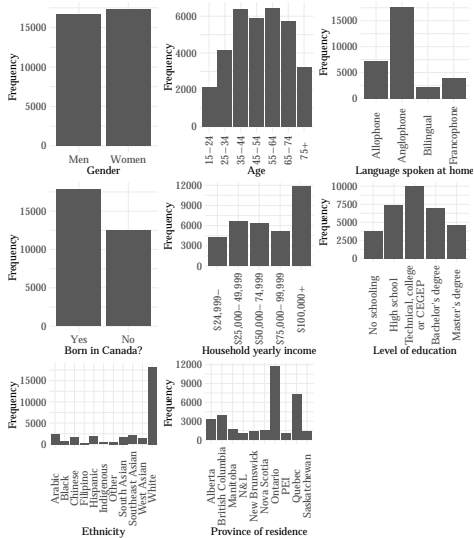 Frequency
15000
10000
5000
0
Men
Women
Gender
Frequency
6000
4000
2000
0
15−24
25−34
35−44
45−54
55−64
65−74
75+
Age
Frequency
15000
10000
5000
0
Allophone
Anglophone
Bilingual
Francophone
Language spoken at home
Frequency
15000
10000
5000
0
Yes
No
Born in Canada?
Frequency
12000
9000
6000
3000
0
$24,999−
$25,000−49,999
$50,000−74,999
$75,000−99,999
$100,000+
Household yearly income
Frequency
10000
7500
5000
2500
0
No schooling
High school
Technical, college
or CEGEP
Bachelor's degree
Master's degree
Level of education
Frequency
15000
10000
5000
0
Arabic
Black
Chinese
Filipino
Hispanic
Indigenous
Other
South Asian
Southeast Asian
West Asian
White
Ethnicity
Frequency
12000
9000
6000
3000
0
Alberta
British Columbia
Manitoba
N&L
New Brunswick
Nova Scotia
Ontario
PEI
Quebec
Saskatchewan
Province of residence